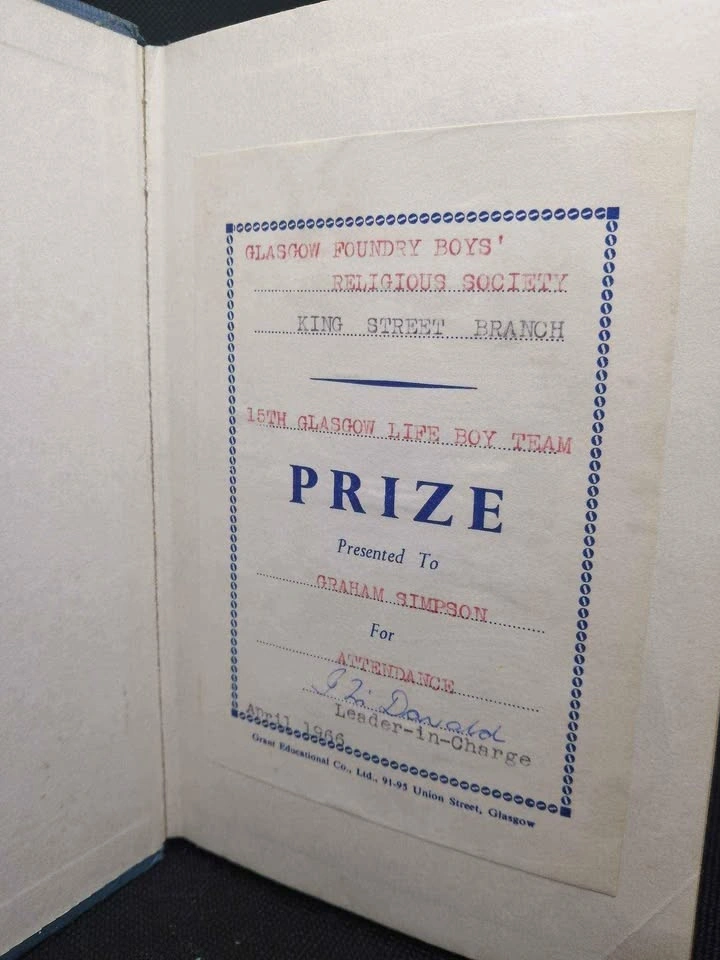 GLASGOW FOUNDRY BOYS'
RELIGIOUS SOCIETY
KING STREET BRANCH
15TH GLASGOW LIFE BOY TEAM
PRIZE
Presented To
GRAHAM SIMPSON
For
ATTENDANCE
Donald
Leader-in-Charge
April 1966
Grant Educational Co., Ltd., 91-95 Union Street, Glasgow